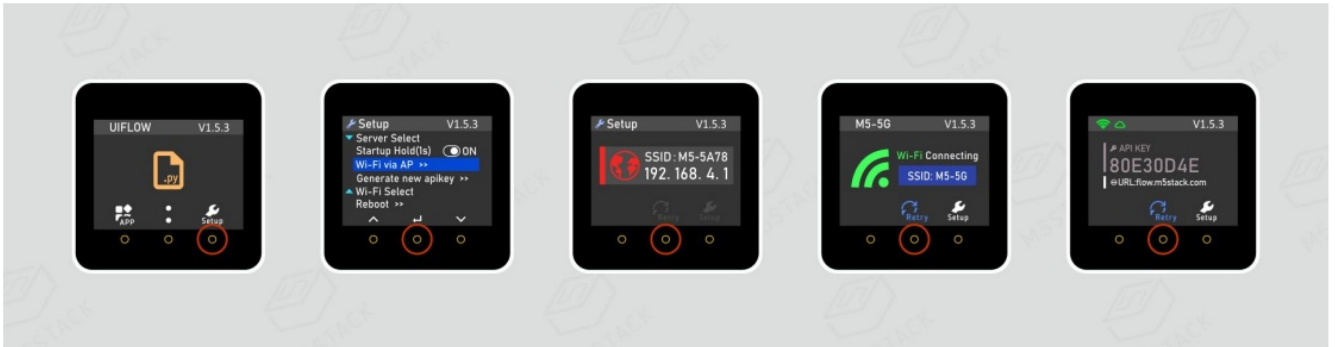 UIFLOW V1.5.3
.py
APP Setup
Setup V1.5.3
Server Select
Startup Hold(1s) ON
Wi-Fi via AP >>
Generate new apikey >>
Wi-Fi Select
Reboot >>
Setup V1.5.3
SSID: M5-5A78
192. 168. 4. 1
Retry Setup
M5-5G V1.5.3
Wi-Fi Connecting
SSID: M5-5G
Retry Setup
V1.5.3
API KEY
80E30D4E
URL:flow.m5stack.com
Retry Setup
M5STACK